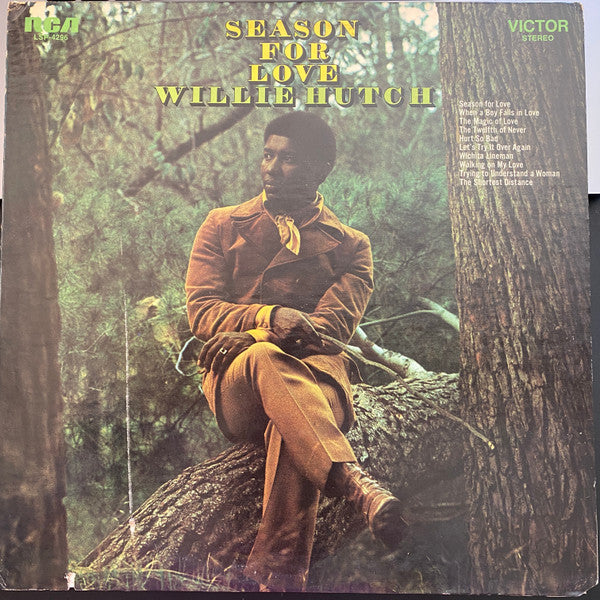 RCA
LSP-4296
SEASON
FOR
LOVE
WILLIE HUTCH
VICTOR
STEREO
Season for Love
When a Boy Falls in Love
The Magic of Love
The Twelfth of Never
Hurt So Bad
Let's Try It Over Again
Wichita Lineman
Walking on My Love
Trying to Understand a Woman
The Shortest Distance